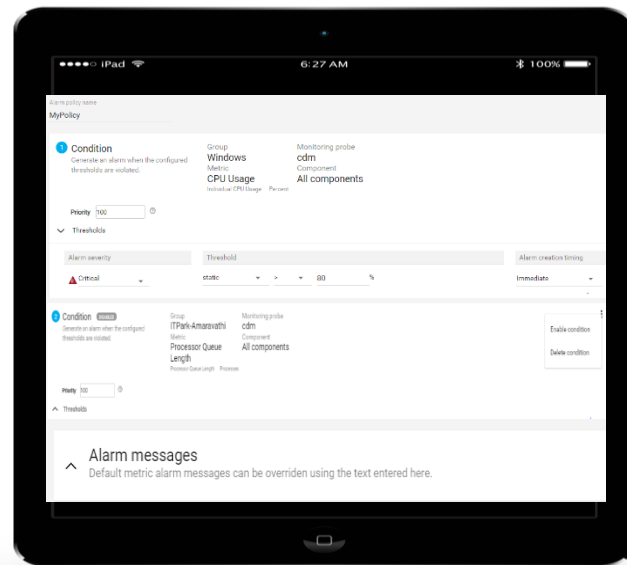 iPad
6:27 AM
100%
Alarm policy name
MyPolicy
1 Condition
Generate an alarm when the configured
thresholds are violated.
Group
Windows
Metric
CPU Usage
Individual CPU Usage Percent
Monitoring probe
cdm
Component
All components
Priority 100
Thresholds
Alarm severity Threshold Alarm creation timing
Critical static > 80 % Immediate
2 Condition DISABLED
Generate an alarm when the configured
thresholds are violated.
Group
ITPark-Amaravathi
Metric
Processor Queue
Length
Processor Queue Length Processes
Monitoring probe
cdm
Component
All components
Enable condition
Delete condition
Priority 100
Thresholds
Alarm messages
Default metric alarm messages can be overriden using the text entered here.